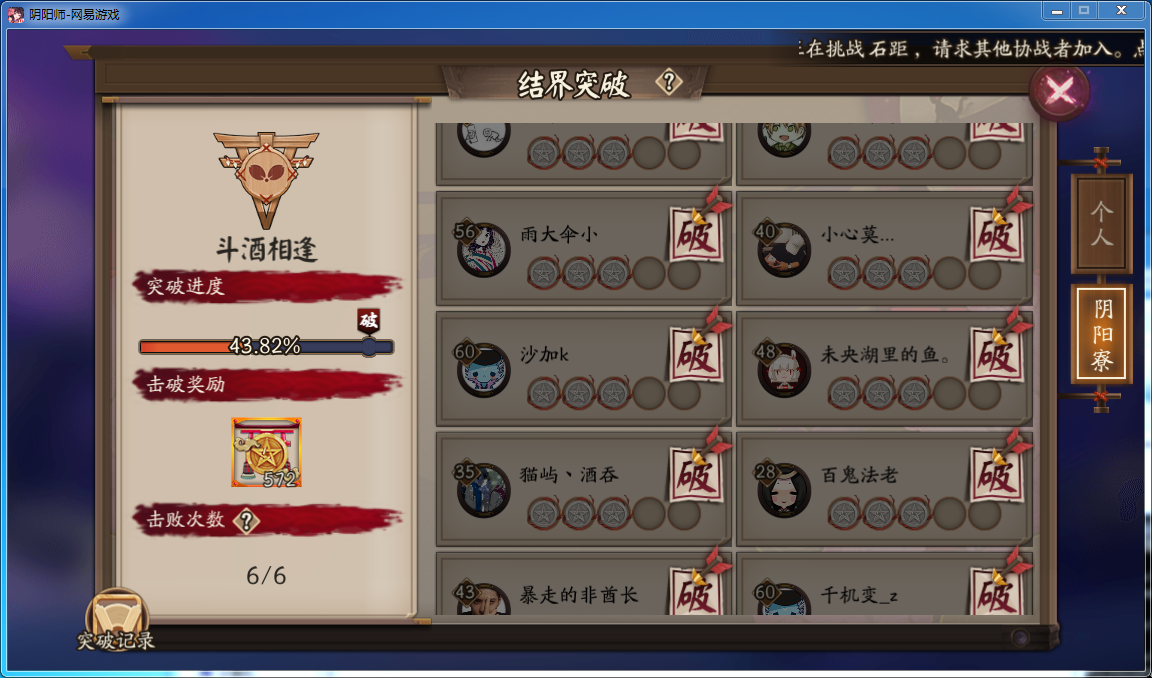 阴阳师-网易游戏
在挑战 石距 ，请求其他协战者加入。
结界突破 ?
斗酒相逢
突破进度
破
43.82%
击破奖励
572
击败次数 ?
6/6
突破记录
破 破
56 雨大伞小 破
40 小心莫... 破
60 沙加k 破
48 未央湖里的鱼。 破
35 猫屿丶酒吞 破
28 百鬼法老 破
43 暴走的非酋长 破
60 千机变_z 破
个人
阴阳寮